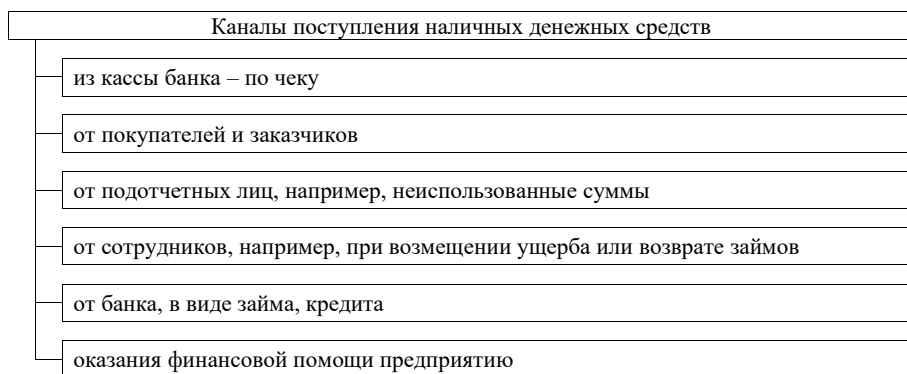 Каналы поступления наличных денежных средств
из кассы банка – по чеку
от покупателей и заказчиков
от подотчетных лиц, например, неиспользованные суммы
от сотрудников, например, при возмещении ущерба или возврате займов
от банка, в виде займа, кредита
оказания финансовой помощи предприятию